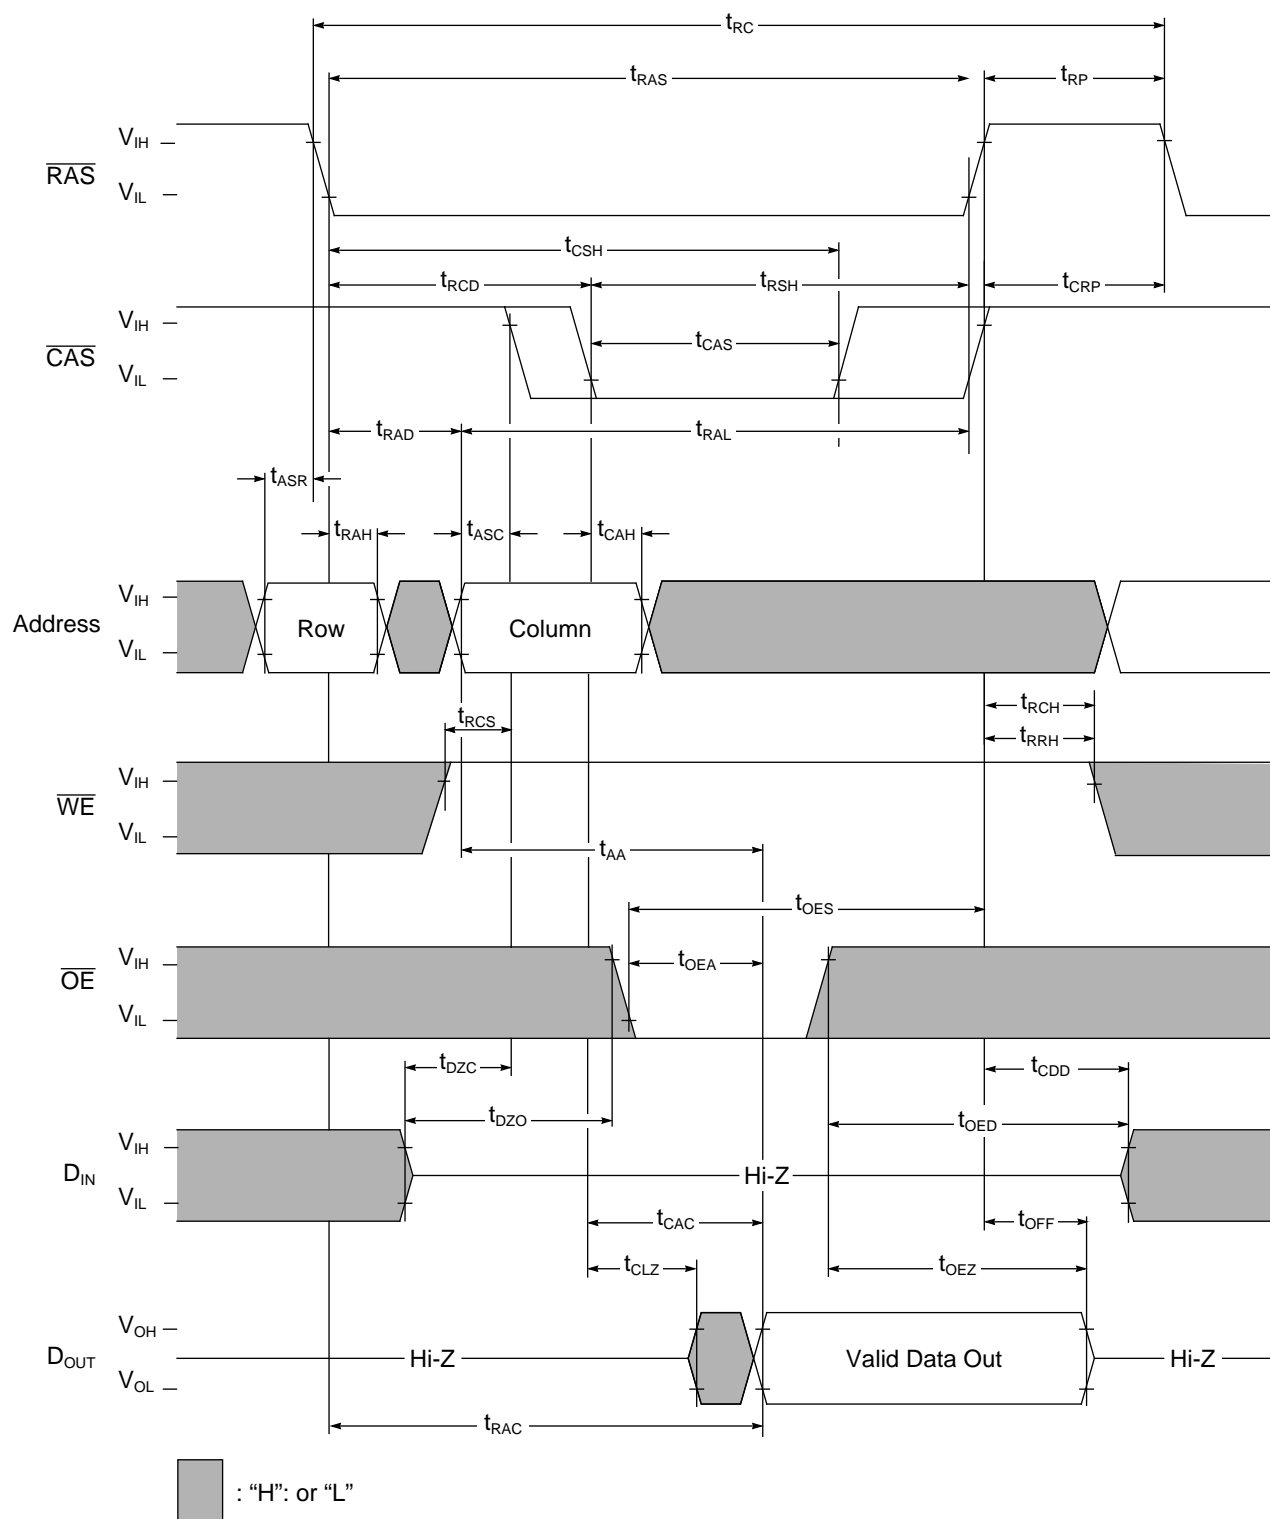 tRC
tRAS tRP
VIH
RAS
VIL
tCSH
tRCD tRSH tCRP
VIH
CAS tCAS
VIL
tRAD tRAL
tASR
tRAH tASC tCAH
VIH
Address Row Column
VIL
tRCH
tRCS
tRRH
VIH
WE
VIL
tAA
tOES
VIH tOEA
OE
VIL
tDZC tCDD
tDZO tOED
VIH
DIN Hi-Z
VIL
tCAC tOFF
tCLZ tOEZ
VOH
DOUT Hi-Z Valid Data Out Hi-Z
VOL
tRAC
: “H”: or “L”